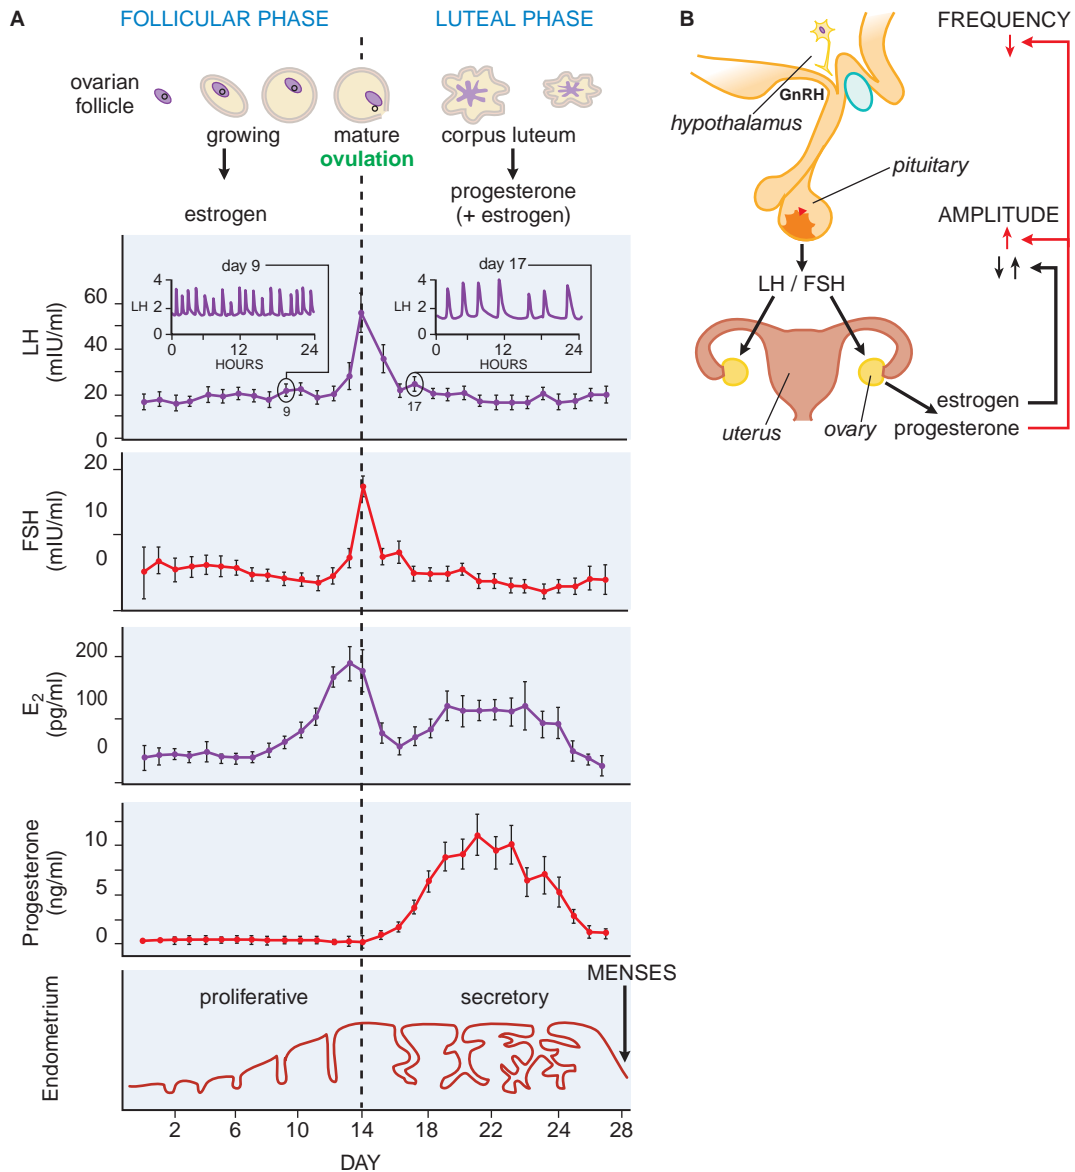 A
FOLLICULAR PHASE
LUTEAL PHASE
ovarian
follicle
growing
mature
ovulation
corpus luteum
estrogen
progesterone
(+ estrogen)
LH
(mIU/ml)
60
40
20
0
day 9
4
2
0
LH
0
12
24
HOURS
day 17
4
2
0
LH
0
12
24
HOURS
9
17
FSH
(mIU/ml)
20
10
0
E2
(pg/ml)
200
100
0
Progesterone
(ng/ml)
10
5
0
Endometrium
proliferative
secretory
MENSES
2
6
10
14
18
22
24
28
DAY
B
FREQUENCY
GnRH
hypothalamus
pituitary
AMPLITUDE
LH / FSH
uterus
ovary
estrogen
progesterone